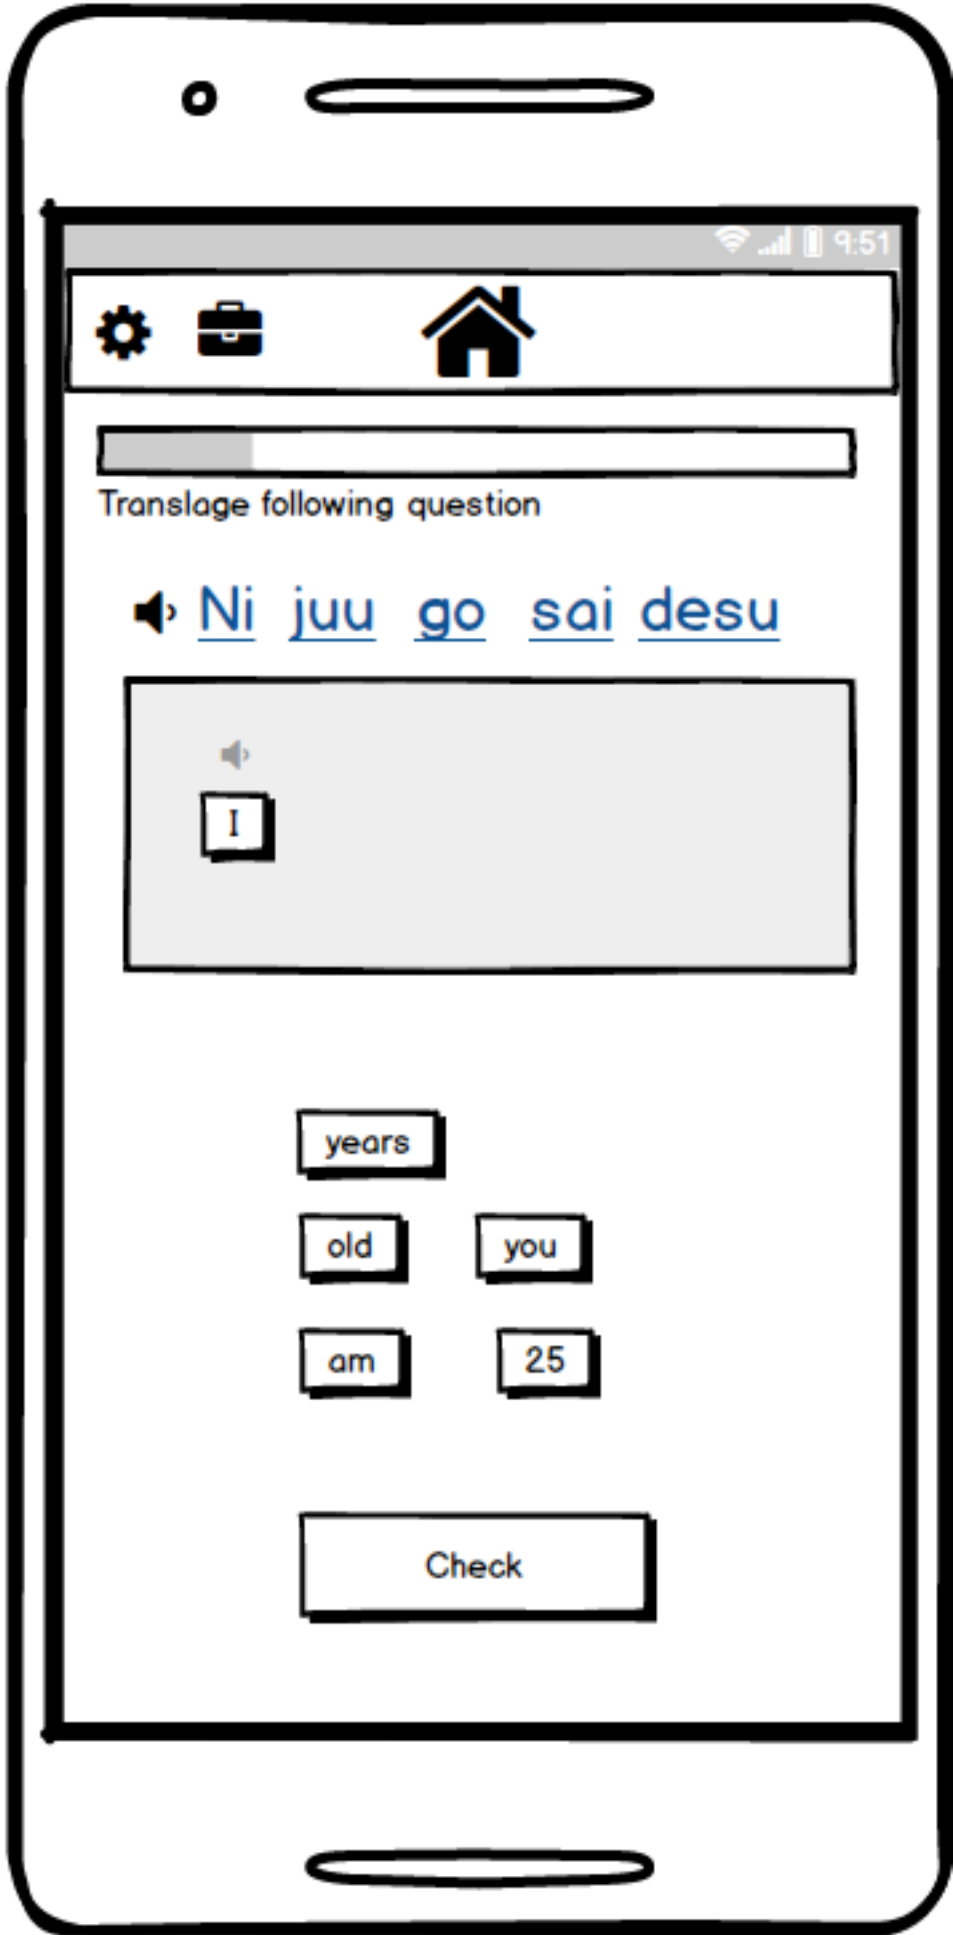 9:51
Translage following question
Ni juu go sai desu
I
years
old you
am 25
Check